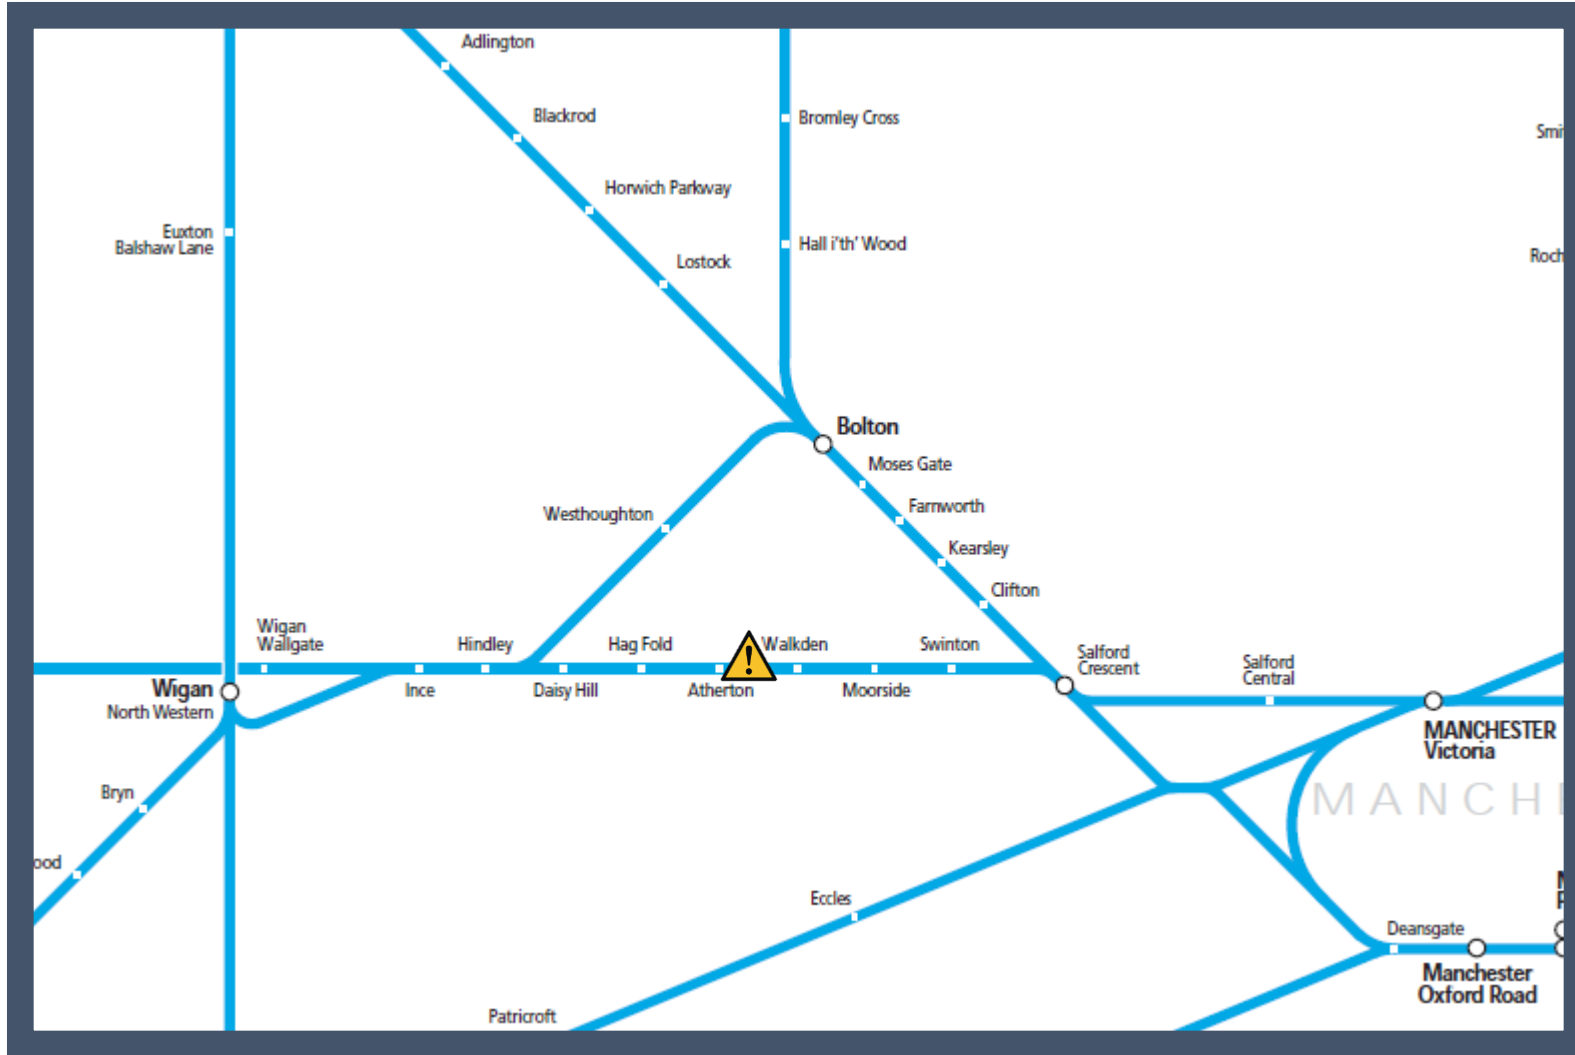 Adlington
Blackrod
Bromley Cross
Horwich Parkway
Euxton
Balshaw Lane
Hall i'th' Wood
Lostock
Bolton
Moses Gate
Westhoughton
Farnworth
Kearsley
Clifton
Wigan
Wallgate
Hindley
Hag Fold
Walkden
Swinton
Salford
Crescent
Salford
Central
Wigan
North Western
Ince
Daisy Hill
Atherton
Moorside
MANCHESTER
Victoria
Bryn
Eccles
Deansgate
Manchester
Oxford Road
Patricroft